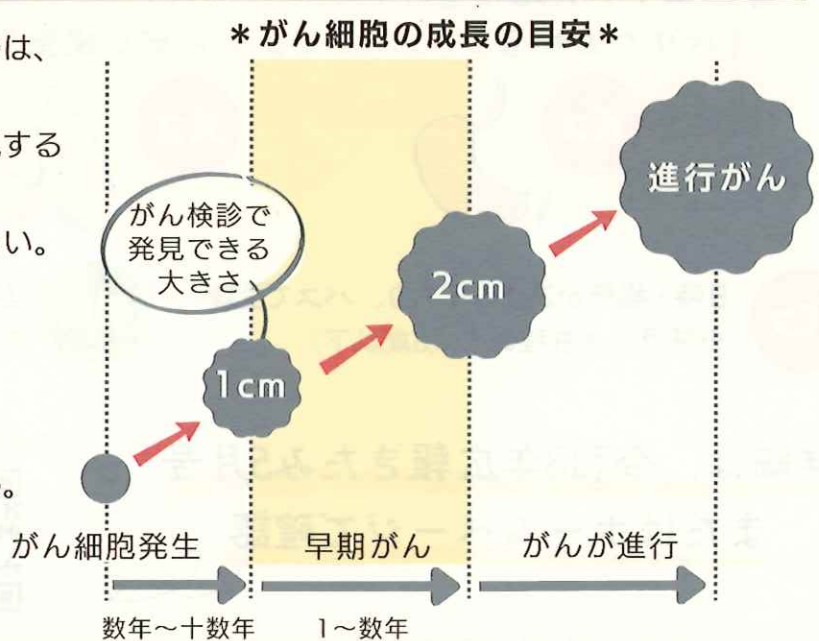 ＊がん細胞の成長の目安＊
は、
する
い。
。
がん検診で
発見できる
大きさ
1cm
2cm
進行がん
がん細胞発生
早期がん
がんが進行
数年〜十数年
1〜数年